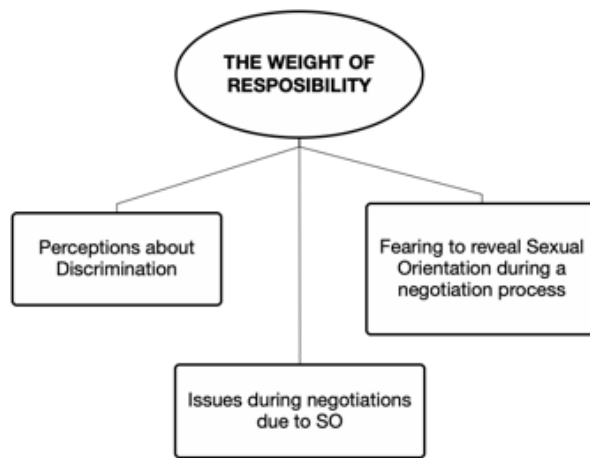 THE WEIGHT OF
RESPOSIBILITY
Perceptions about
Discrimination
Fearing to reveal Sexual
Orientation during a
negotiation process
Issues during negotiations
due to SO